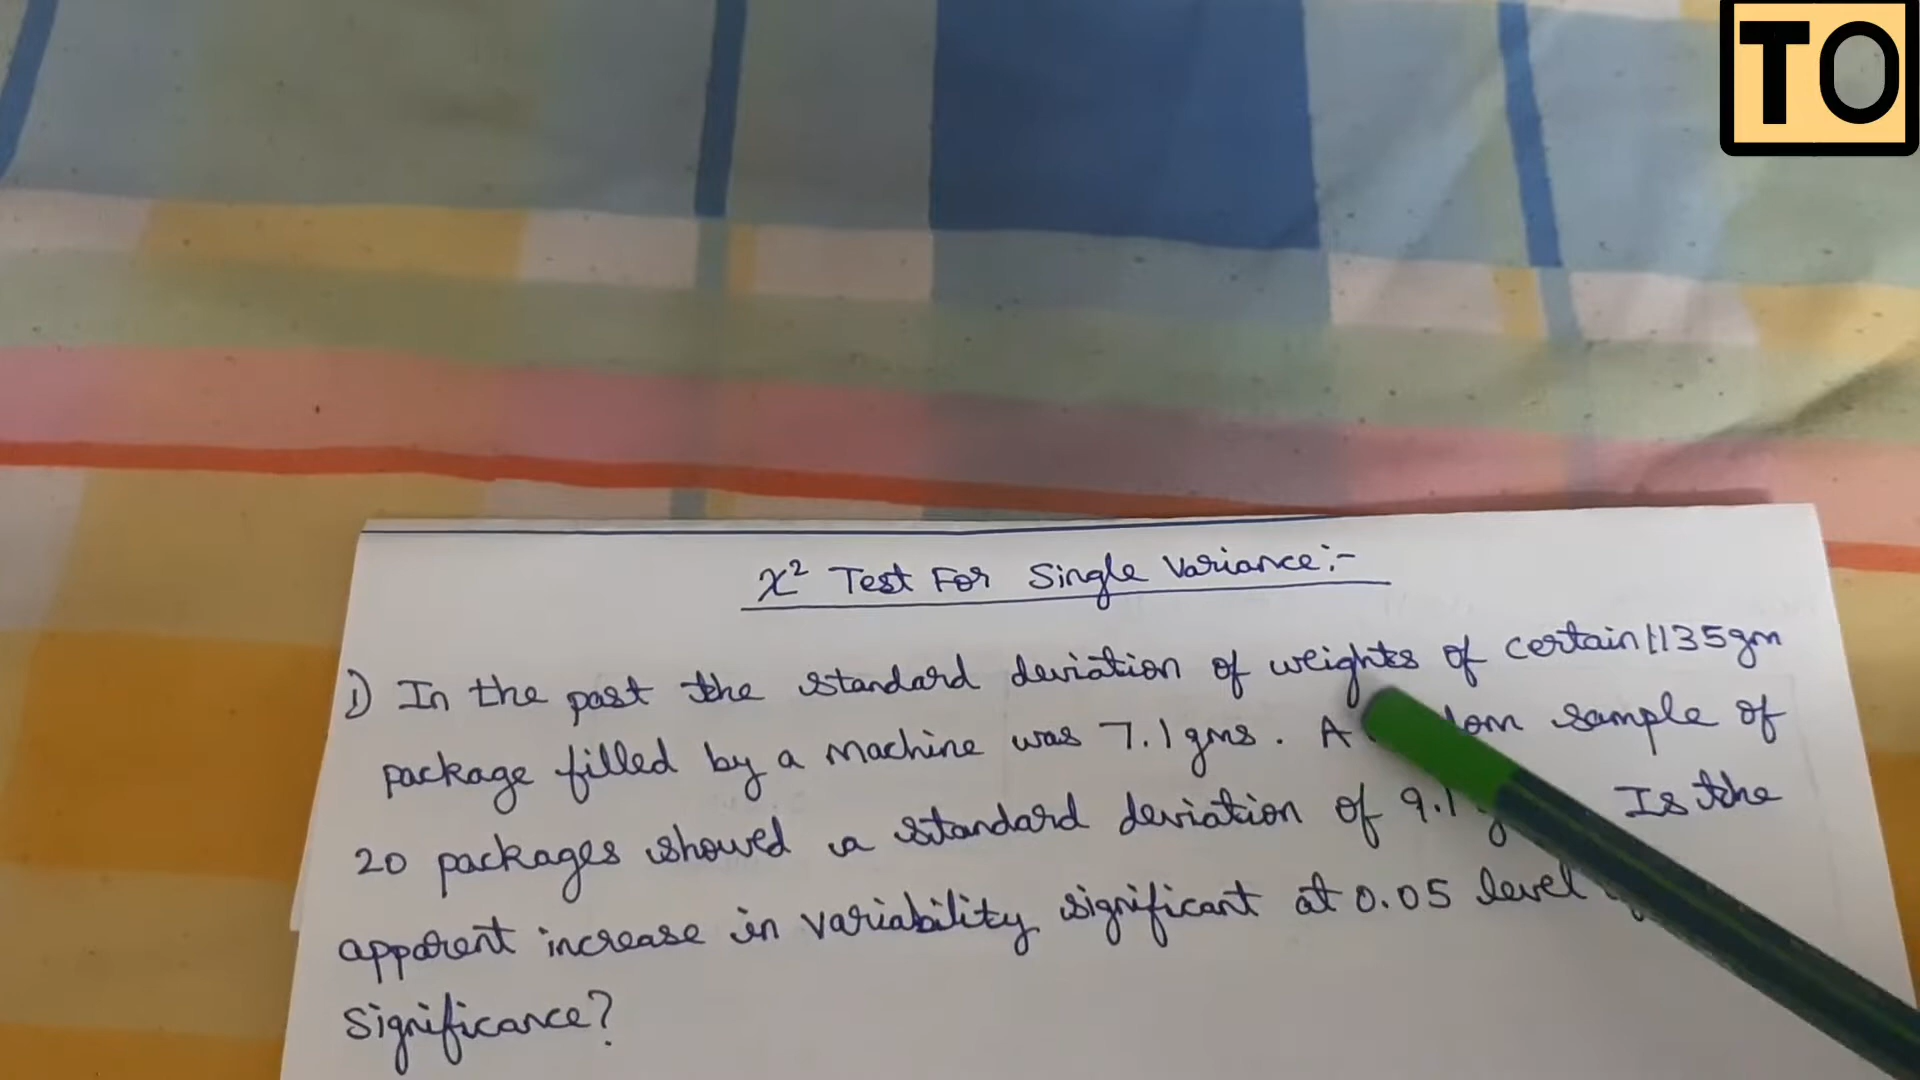 TO
χ² Test For Single Variance:-
1) In the past the standard deviation of weights of certain 1135gm
package filled by a machine was 7.1gms. A sample of
20 packages showed a standard deviation of 9.1 Is the
apparent increase in variability significant at 0.05 level
significance?